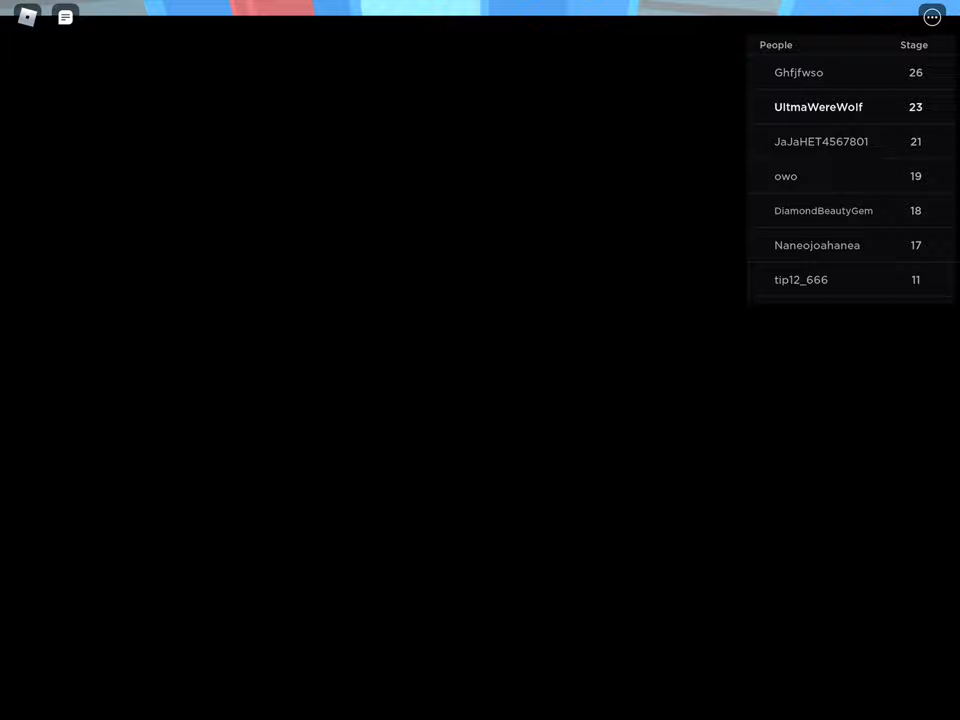 People Stage
Ghfjfwso 26
UltmaWereWolf 23
JaJaHET4567801 21
owo 19
DiamondBeautyGem 18
Naneojoahanea 17
tip12_666 11